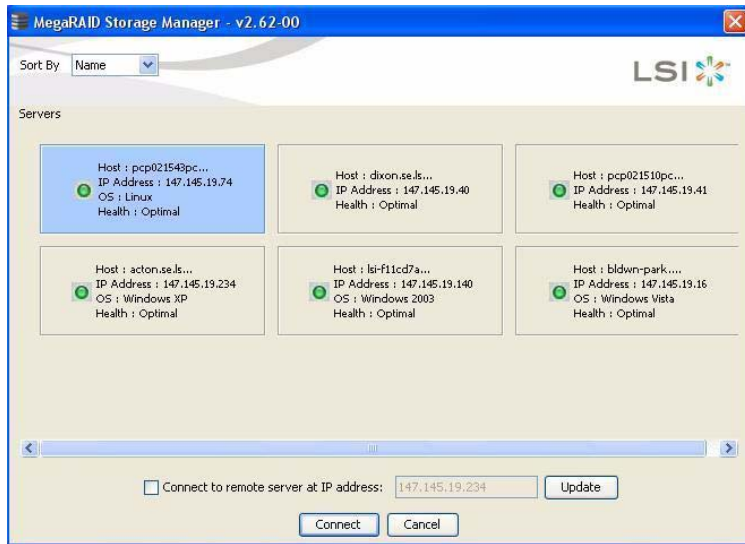 MegaRAID Storage Manager - v2.62-00
Sort By Name
LSI
Servers
Host : pcp021543pc...
IP Address : 147.145.19.74
OS : Linux
Health : Optimal
Host : dixon.se.ls...
IP Address : 147.145.19.40
Health : Optimal
Host : pcp021510pc...
IP Address : 147.145.19.41
Health : Optimal
Host : acton.se.ls...
IP Address : 147.145.19.234
OS : Windows XP
Health : Optimal
Host : lsi-f11cd7a...
IP Address : 147.145.19.140
OS : Windows 2003
Health : Optimal
Host : bldwn-park....
IP Address : 147.145.19.16
OS : Windows Vista
Health : Optimal
Connect to remote server at IP address: 147.145.19.234 Update
Connect Cancel